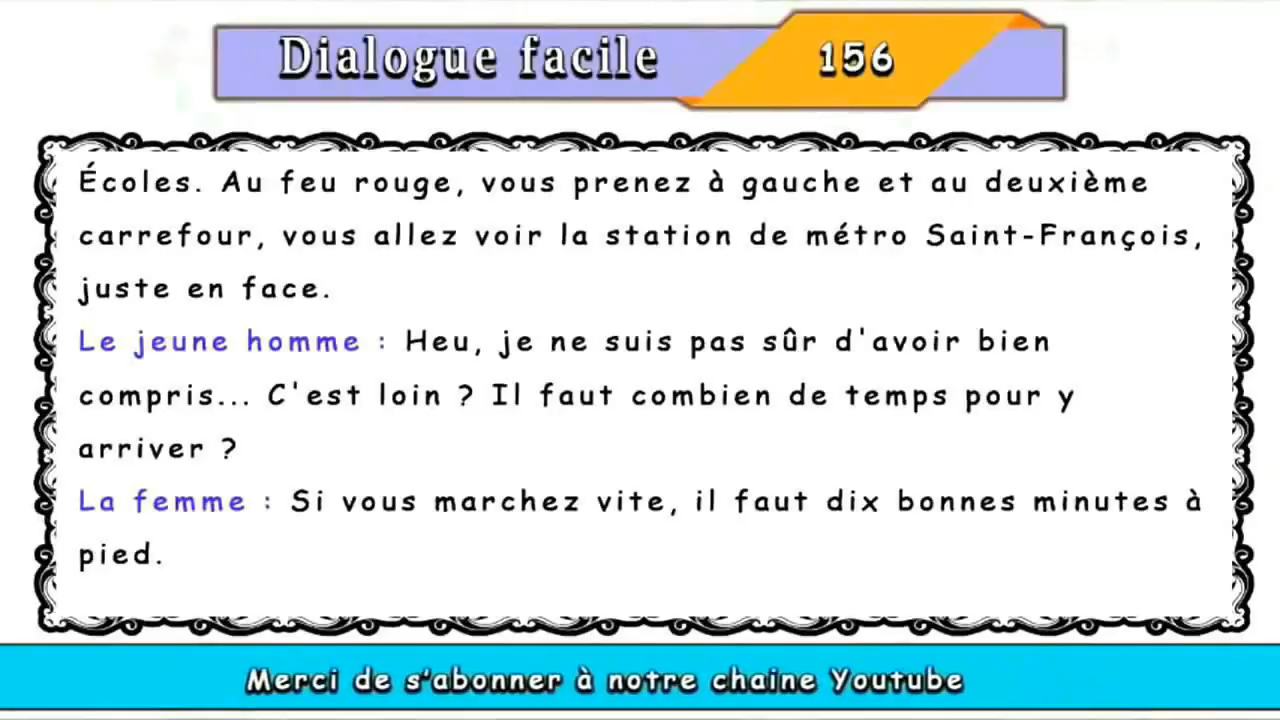 Dialogue facile 156
Écoles. Au feu rouge, vous prenez à gauche et au deuxième
carrefour, vous allez voir la station de métro Saint-François,
juste en face.
Le jeune homme : Heu, je ne suis pas sûr d'avoir bien
compris... C'est loin ? Il faut combien de temps pour y
arriver ?
La femme : Si vous marchez vite, il faut dix bonnes minutes à
pied.
Merci de s'abonner à notre chaine Youtube